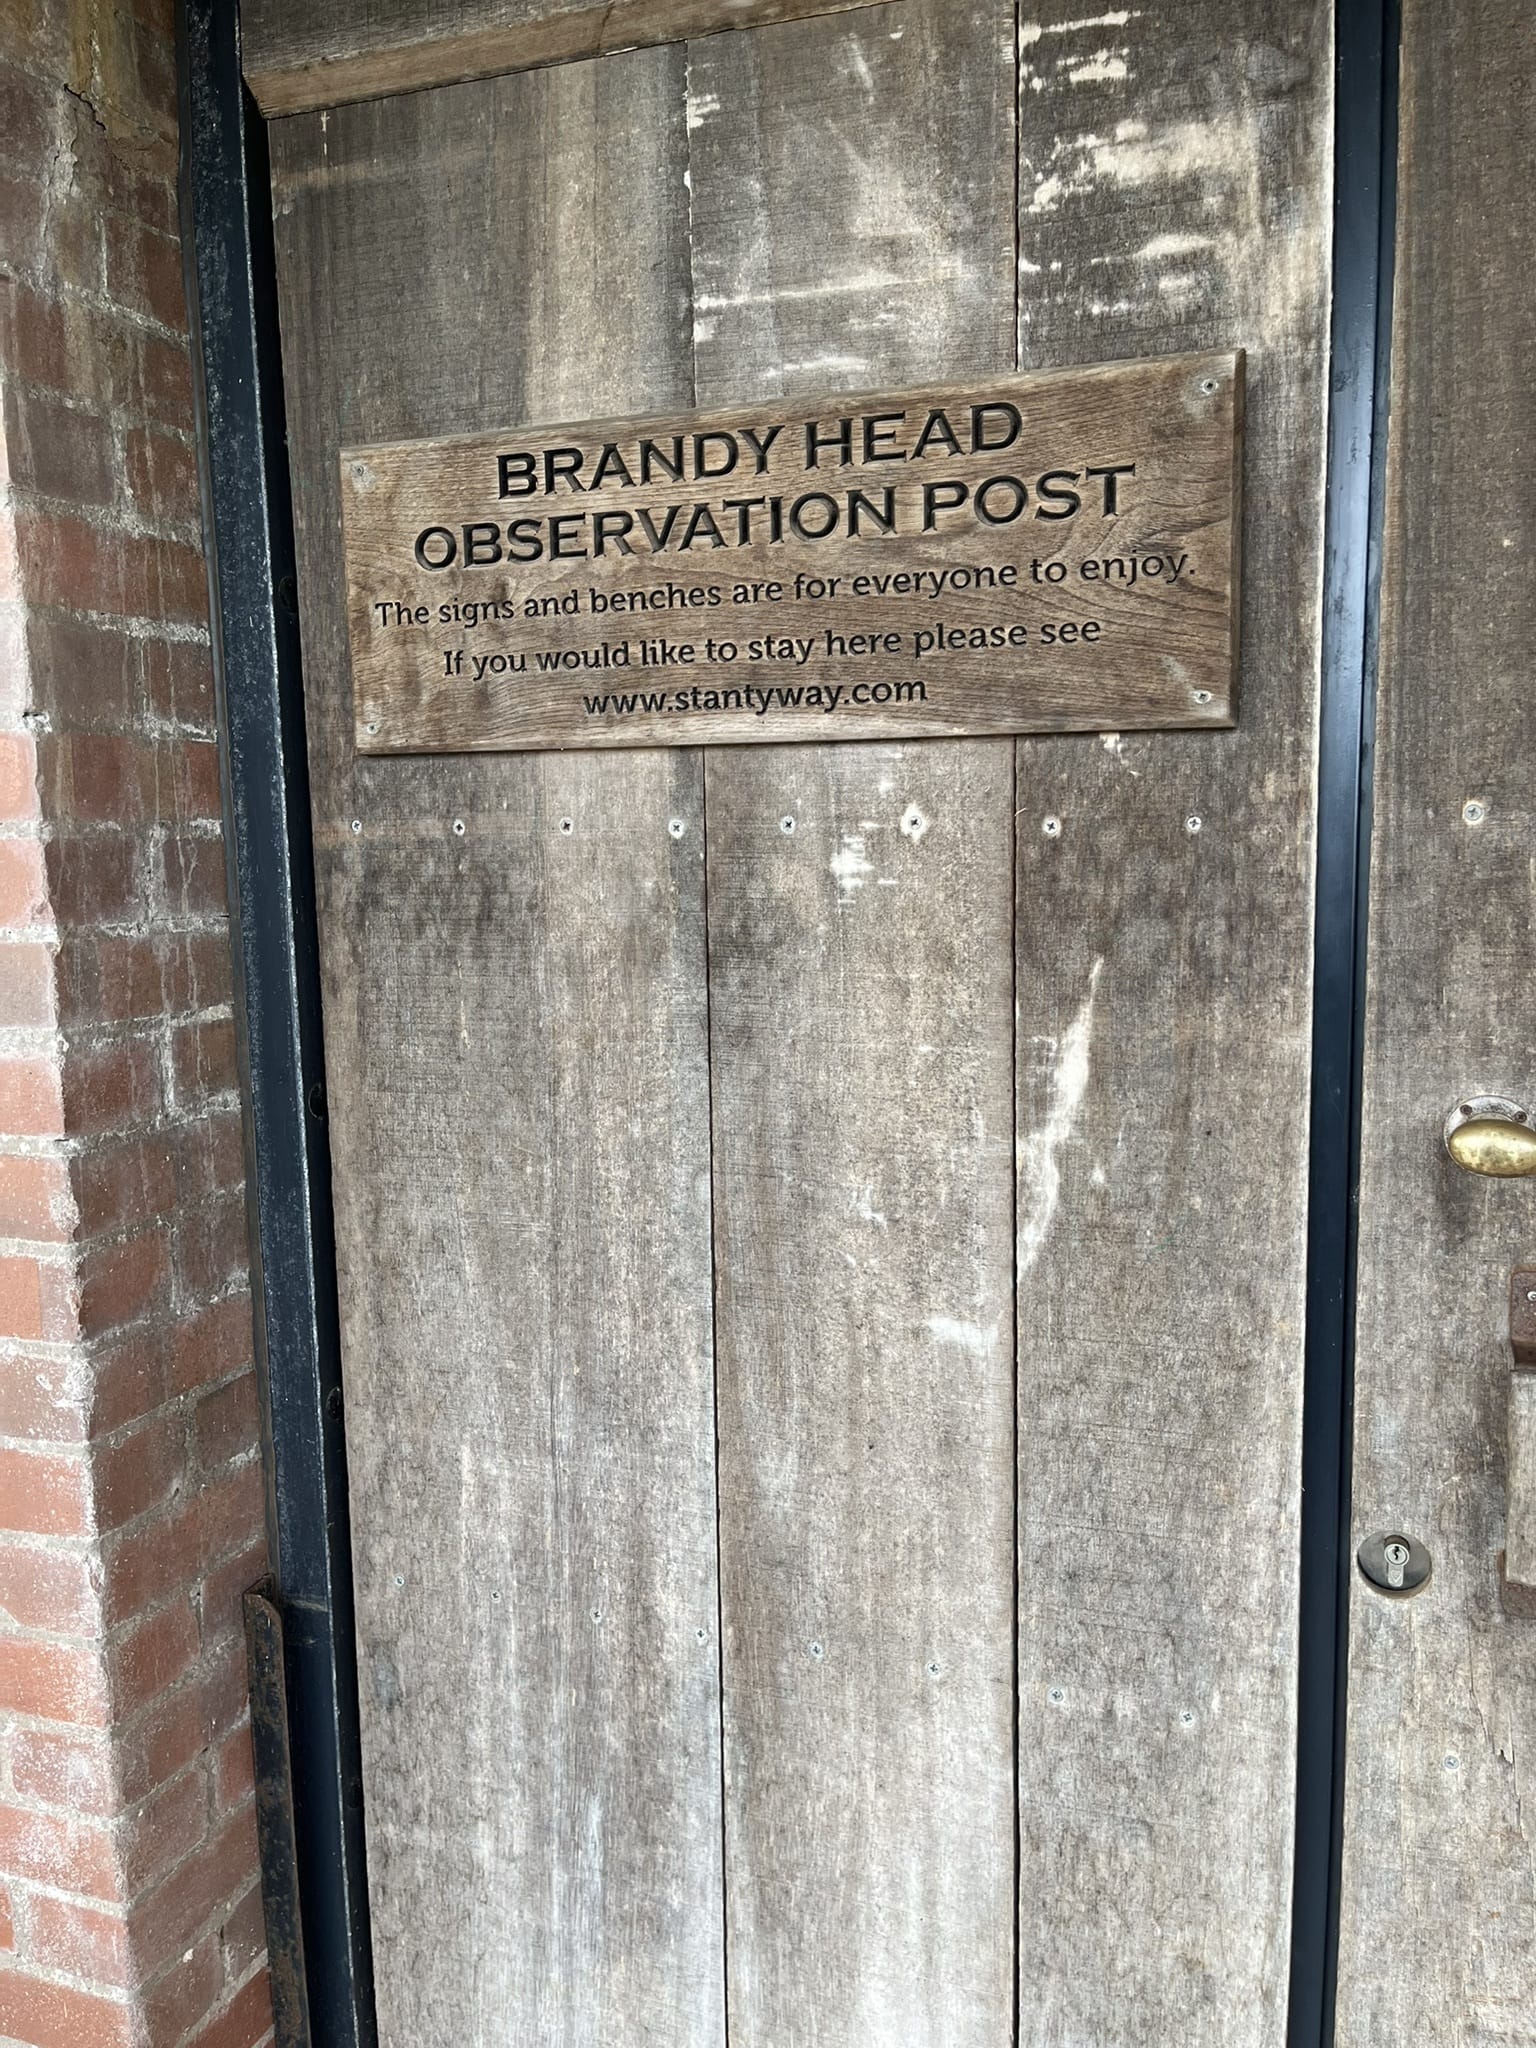 BRANDY HEAD
OBSERVATION POST
The signs and benches are for everyone to enjoy.
If you would like to stay here please see
www.stantyway.com